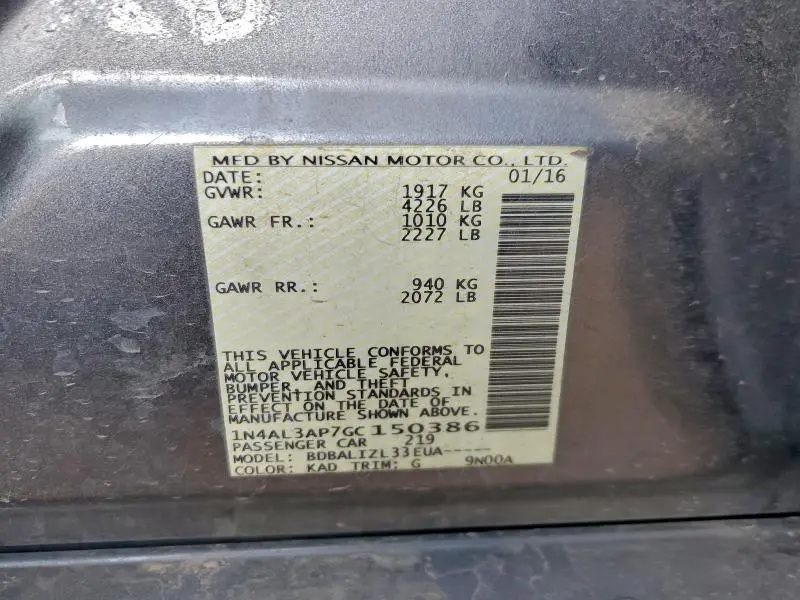 MFD BY NISSAN MOTOR CO., LTD.
DATE: 01/16
GVWR: 1917 KG
4226 LB
GAWR FR.: 1010 KG
2227 LB
GAWR RR.: 940 KG
2072 LB
THIS VEHICLE CONFORMS TO
ALL APPLICABLE FEDERAL
MOTOR VEHICLE SAFETY,
BUMPER, AND THEFT
PREVENTION STANDARDS IN
EFFECT ON THE DATE OF
MANUFACTURE SHOWN ABOVE.
1N4AL3AP7GC150386
PASSENGER CAR 219
MODEL: BDBALIZL33EUA-----
COLOR: KAD TRIM: G 9N00A